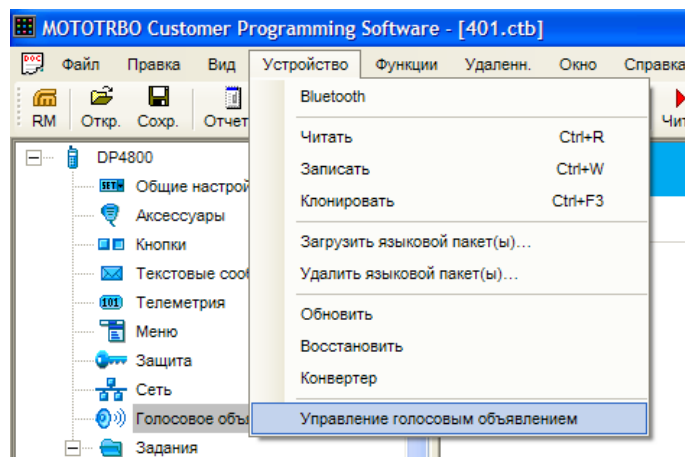 MOTOTRBO Customer Programming Software - [401.ctb]
Файл Правка Вид Устройство Функции Удаленн. Окно Справка
RM Откр. Сохр. Отчет Чит
Bluetooth
Читать Ctrl+R
Записать Ctrl+W
Клонировать Ctrl+F3
Загрузить языковой пакет(ы)...
Удалить языковой пакет(ы)...
Обновить
Восстановить
Конвертер
Управление голосовым объявлением
DP4800
Общие настрой
Аксессуары
Кнопки
Текстовые сооб
Телеметрия
Меню
Защита
Сеть
Голосовое объя
Задания